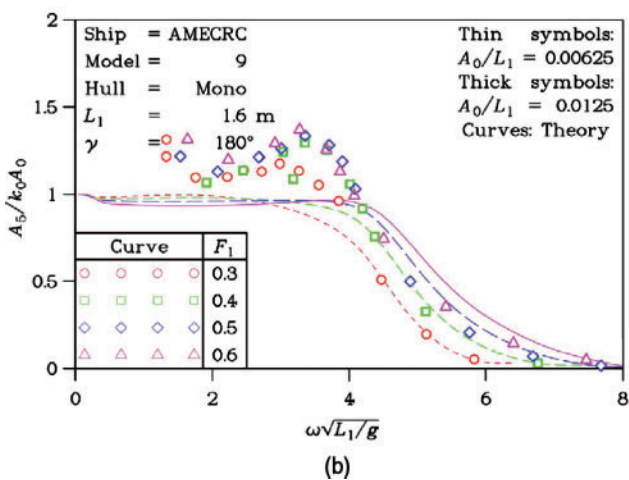 2
1.5
1
0.5
0
A₅/k₀A₀
Ship = AMECRC
Model = 9
Hull = Mono
L₁ = 1.6 m
γ = 180°
Thin symbols:
A₀/L₁ = 0.00625
Thick symbols:
A₀/L₁ = 0.0125
Curves: Theory
Curve F₁
0.3
0.4
0.5
0.6
0 2 4 6 8
ω√L₁/g
(b)